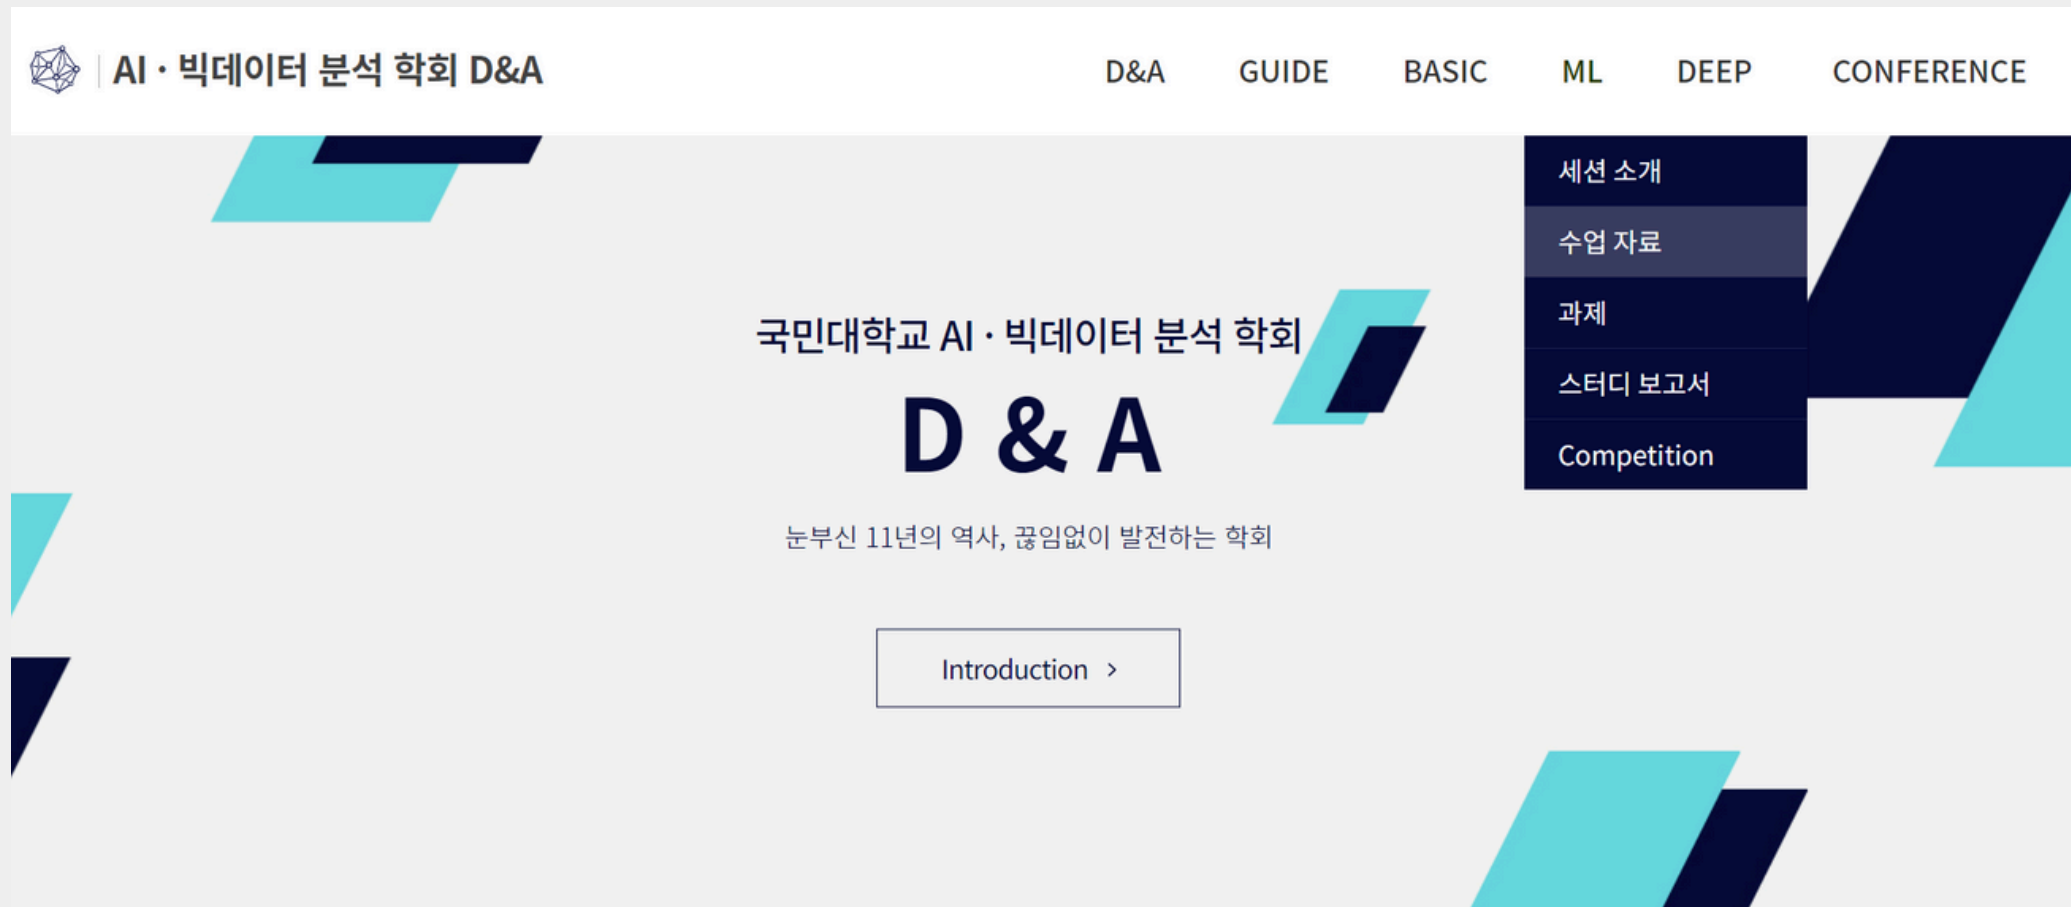 AI · 빅데이터 분석 학회 D&A
D&A GUIDE BASIC ML DEEP CONFERENCE
세션 소개
수업 자료
과제
스터디 보고서
Competition
국민대학교 AI · 빅데이터 분석 학회
D & A
눈부신 11년의 역사, 끊임없이 발전하는 학회
Introduction >